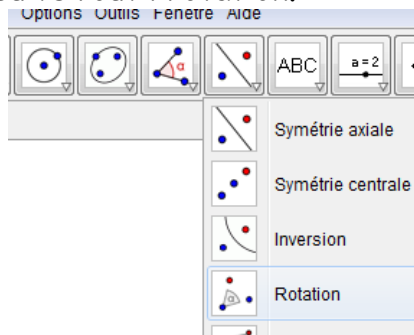 Options Outils Fenêtre Aide
α ABC a=2
Symétrie axiale
Symétrie centrale
Inversion
α Rotation